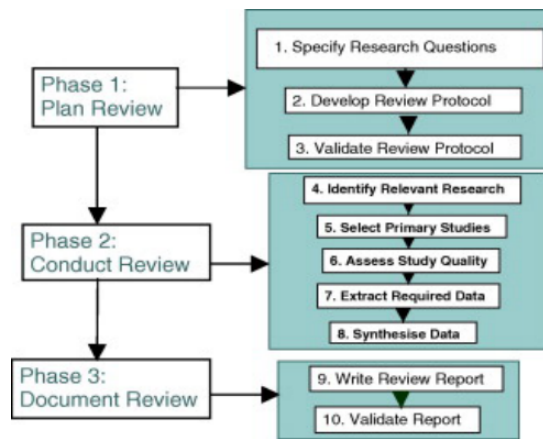 Phase 1:
Plan Review
1. Specify Research Questions
2. Develop Review Protocol
3. Validate Review Protocol
Phase 2:
Conduct Review
4. Identify Relevant Research
5. Select Primary Studies
6. Assess Study Quality
7. Extract Required Data
8. Synthesise Data
Phase 3:
Document Review
9. Write Review Report
10. Validate Report